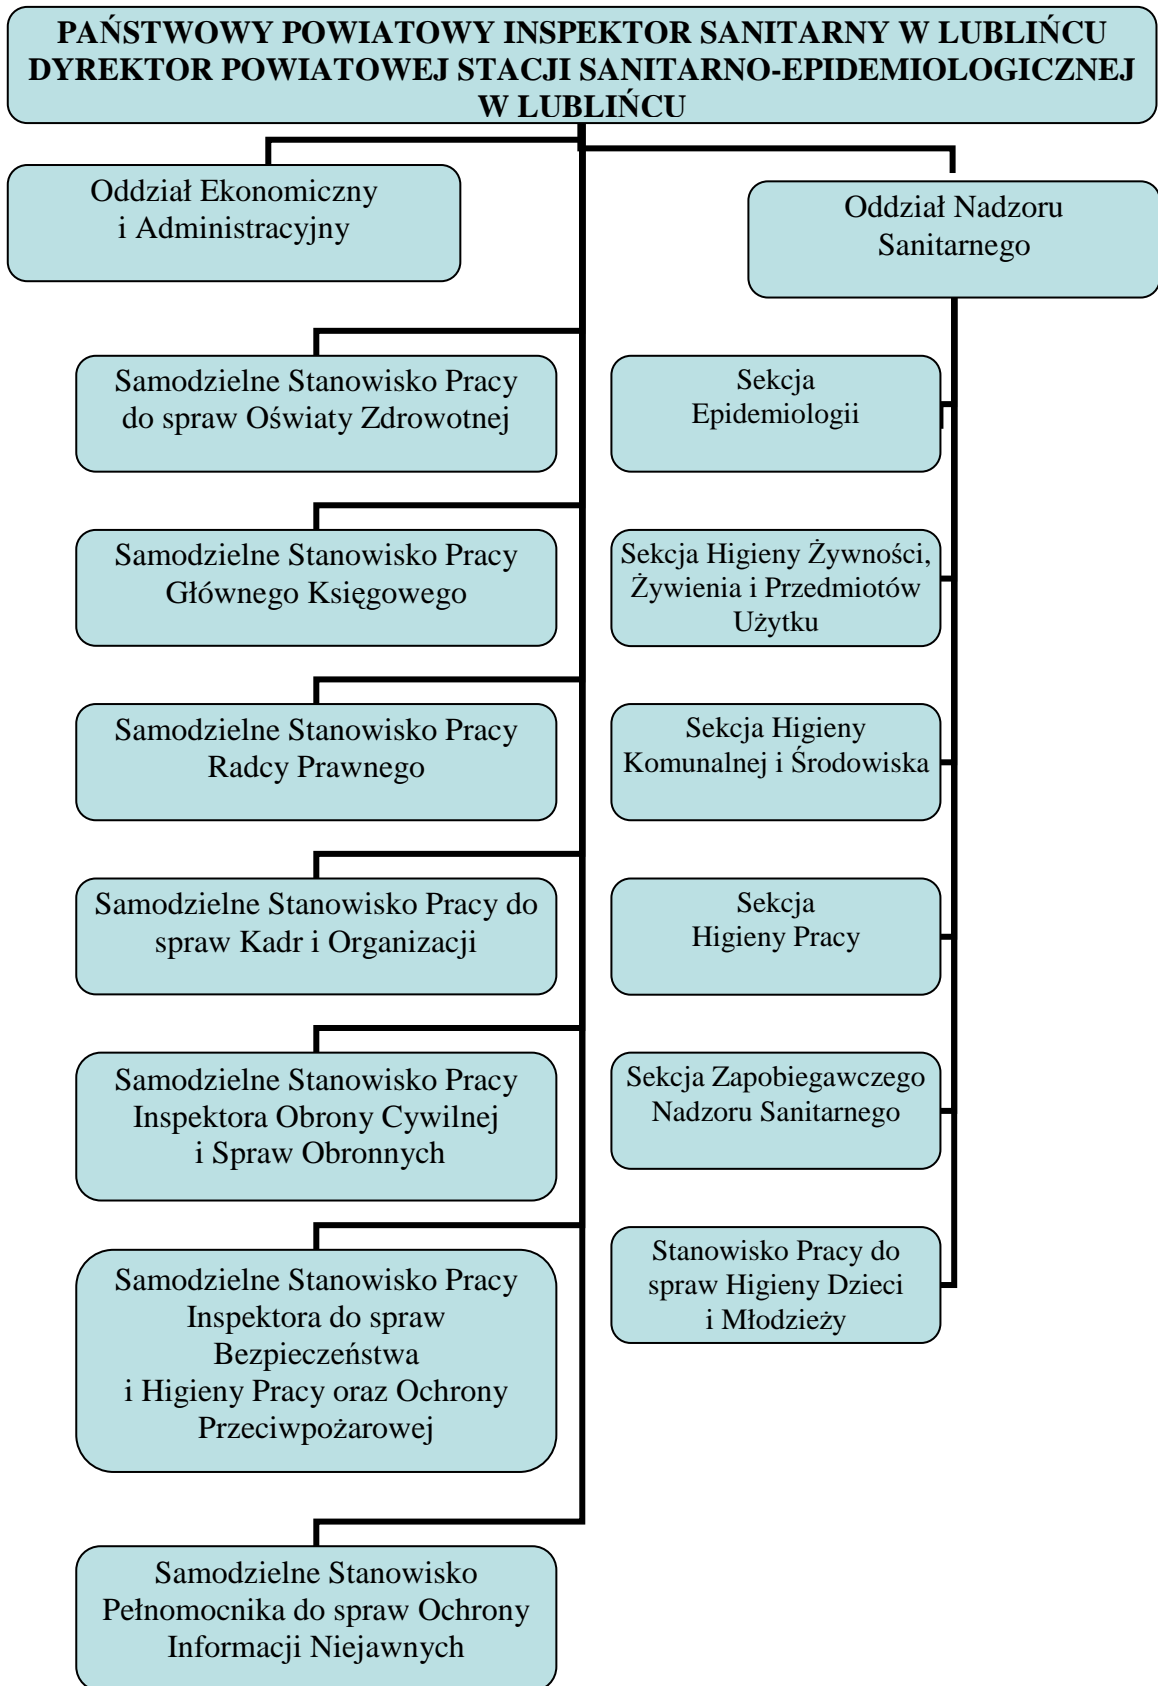 PAŃSTWOWY POWIATOWY INSPEKTOR SANITARNY W LUBLIŃCU
DYREKTOR POWIATOWEJ STACJI SANITARNO-EPIDEMIOLOGICZNEJ
W LUBLIŃCU
Oddział Ekonomiczny
i Administracyjny
Oddział Nadzoru
Sanitarnego
Samodzielne Stanowisko Pracy
do spraw Oświaty Zdrowotnej
Samodzielne Stanowisko Pracy
Głównego Księgowego
Samodzielne Stanowisko Pracy
Radcy Prawnego
Samodzielne Stanowisko Pracy do
spraw Kadr i Organizacji
Samodzielne Stanowisko Pracy
Inspektora Obrony Cywilnej
i Spraw Obronnych
Samodzielne Stanowisko Pracy
Inspektora do spraw
Bezpieczeństwa
i Higieny Pracy oraz Ochrony
Przeciwpożarowej
Samodzielne Stanowisko
Pełnomocnika do spraw Ochrony
Informacji Niejawnych
Sekcja
Epidemiologii
Sekcja Higieny Żywności,
Żywienia i Przedmiotów
Użytku
Sekcja Higieny
Komunalnej i Środowiska
Sekcja
Higieny Pracy
Sekcja Zapobiegawczego
Nadzoru Sanitarnego
Stanowisko Pracy do
spraw Higieny Dzieci
i Młodzieży